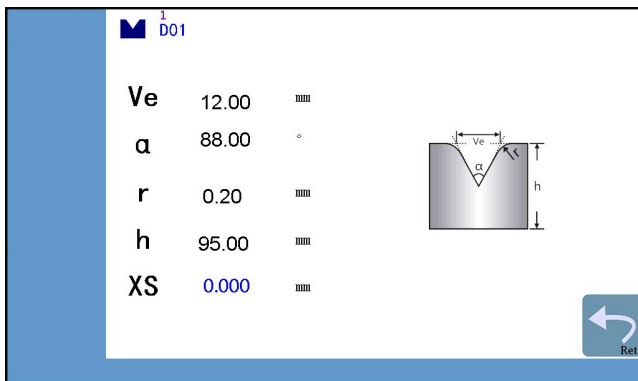 1
D01
Ve 12.00 mm
α 88.00 °
r 0.20 mm
h 95.00 mm
XS 0.000 mm
Ve
r
α
h
Ret